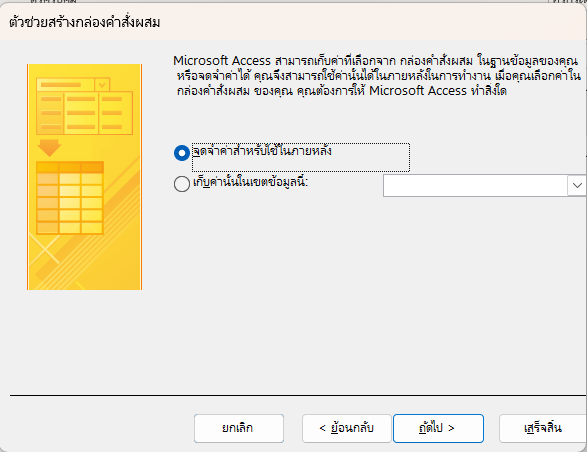 ตัวช่วยสร้างกล่องคำสั่งผสม
Microsoft Access สามารถเก็บค่าที่เลือกจาก กล่องคำสั่งผสม ในฐานข้อมูลของคุณ
หรือจดจำค่าได้ คุณจึงสามารถใช้ค่านั้นได้ในภายหลังในการทำงาน เมื่อคุณเลือกค่าใน
กล่องคำสั่งผสม ของคุณ คุณต้องการให้ Microsoft Access ทำสิ่งใด
จดจำค่าสำหรับใช้ในภายหลัง
เก็บค่านั้นในเขตข้อมูลนี้:
ยกเลิก
< ย้อนกลับ
ถัดไป >
เสร็จสิ้น